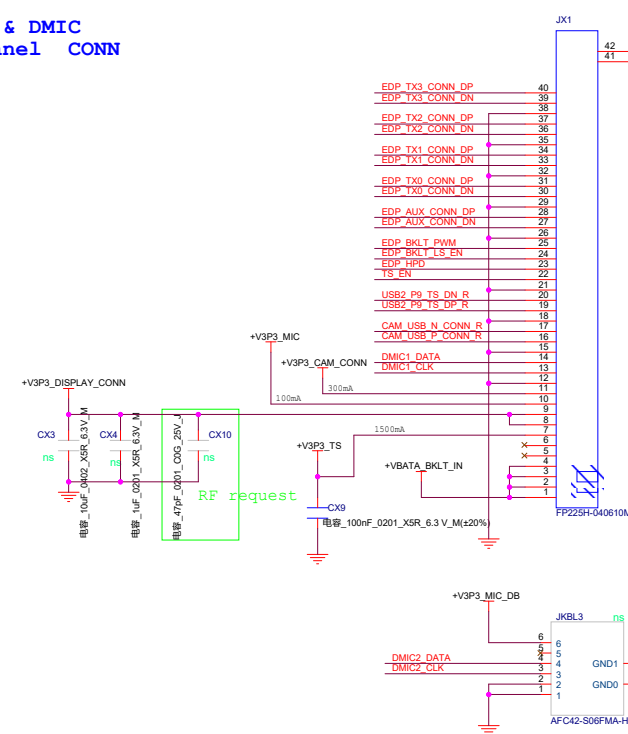 & DMIC
nel CONN
JX1
42
41
EDP_TX3_CONN_DP 40
EDP_TX3_CONN_DN 39
38
EDP_TX2_CONN_DP 37
EDP_TX2_CONN_DN 36
35
EDP_TX1_CONN_DP 34
EDP_TX1_CONN_DN 33
32
EDP_TX0_CONN_DP 31
EDP_TX0_CONN_DN 30
29
EDP_AUX_CONN_DP 28
EDP_AUX_CONN_DN 27
26
EDP_BKLT_PWM 25
EDP_BKLT_LS_EN 24
EDP_HPD 23
TS_EN 22
21
USB2_P9_TS_DN_R 20
USB2_P9_TS_DP_R 19
18
CAM_USB_N_CONN_R 17
CAM_USB_P_CONN_R 16
15
DMIC1_DATA 14
DMIC1_CLK 13
12
11
10
9
8
7
6
5
4
3
2
1
+V3P3_MIC
+V3P3_CAM_CONN
300mA
100mA
+V3P3_DISPLAY_CONN
1500mA
+V3P3_TS
+VBATA_BKLT_IN
CX3
ns
电容_10uF_0402_X5R_6.3V_M
CX4
ns
电容_1uF_0201_X5R_6.3V_M
CX10
ns
电容_47pF_0201_C0G_25V_J
RF request
CX9
电容_100nF_0201_X5R_6.3 V_M(±20%)
FP225H-040610M
+V3P3_MIC_DB
JKBL3
ns
6 6
5 5
DMIC2_DATA 4 4 GND1
DMIC2_CLK 3 3
2 2 GND0
1 1
AFC42-S06FMA-H